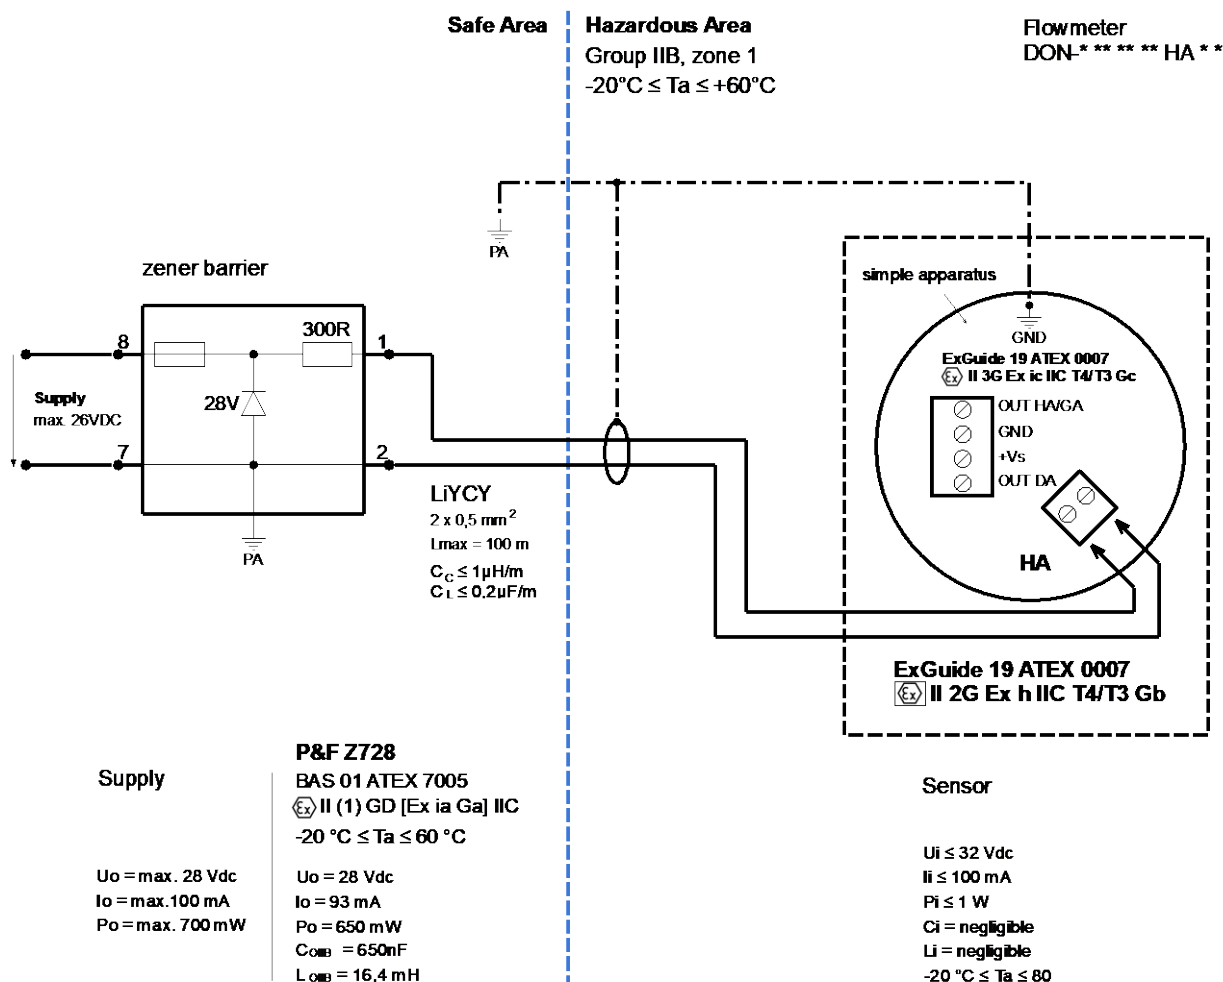 Safe Area
Hazardous Area
Group IIB, zone 1
-20°C ≤ Ta ≤ +60°C
Flowmeter
DON-* ** ** ** HA * *
PA
zener barrier
simple apparatus
GND
ExGuide 19 ATEX 0007
Ex II 3G Ex ic IIC T4/T3 Gc
OUT HA/GA
GND
+Vs
OUT DA
HA
8
300R
1
Supply
max. 26VDC
28V
7
2
PA
LiYCY
2 x 0,5 mm²
Lmax = 100 m
C_C ≤ 1µH/m
C_L ≤ 0,2µF/m
ExGuide 19 ATEX 0007
Ex II 2G Ex h IIC T4/T3 Gb
Supply
Uo = max. 28 Vdc
Io = max.100 mA
Po = max. 700 mW
P&F Z728
BAS 01 ATEX 7005
Ex II (1) GD [Ex ia Ga] IIC
-20 °C ≤ Ta ≤ 60 °C
Uo = 28 Vdc
Io = 93 mA
Po = 650 mW
C = 650nF
L = 16,4 mH
Sensor
Ui ≤ 32 Vdc
Ii ≤ 100 mA
Pi ≤ 1 W
Ci = negligible
Li = negligible
-20 °C ≤ Ta ≤ 80